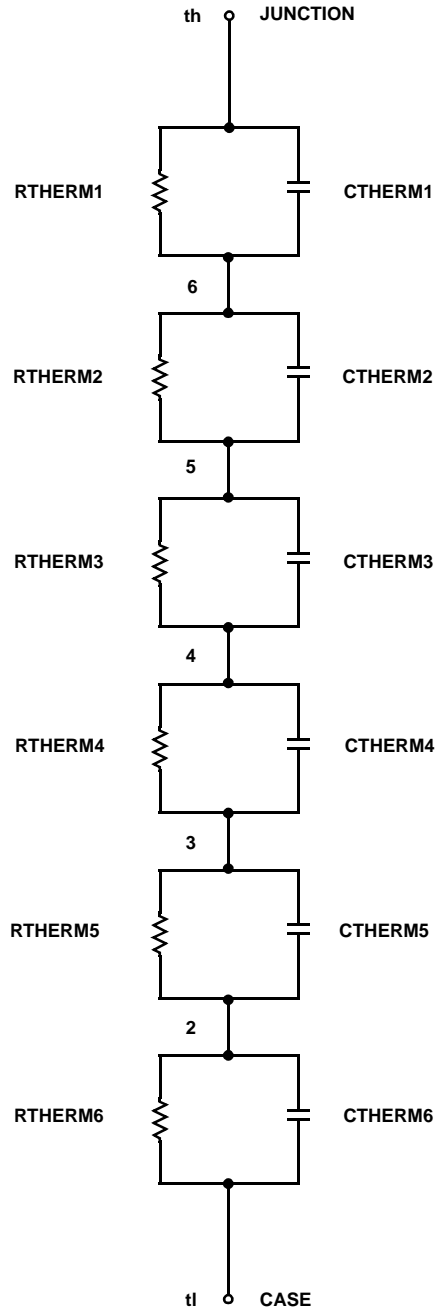 th JUNCTION
RTHERM1 CTHERM1
6
RTHERM2 CTHERM2
5
RTHERM3 CTHERM3
4
RTHERM4 CTHERM4
3
RTHERM5 CTHERM5
2
RTHERM6 CTHERM6
tl CASE